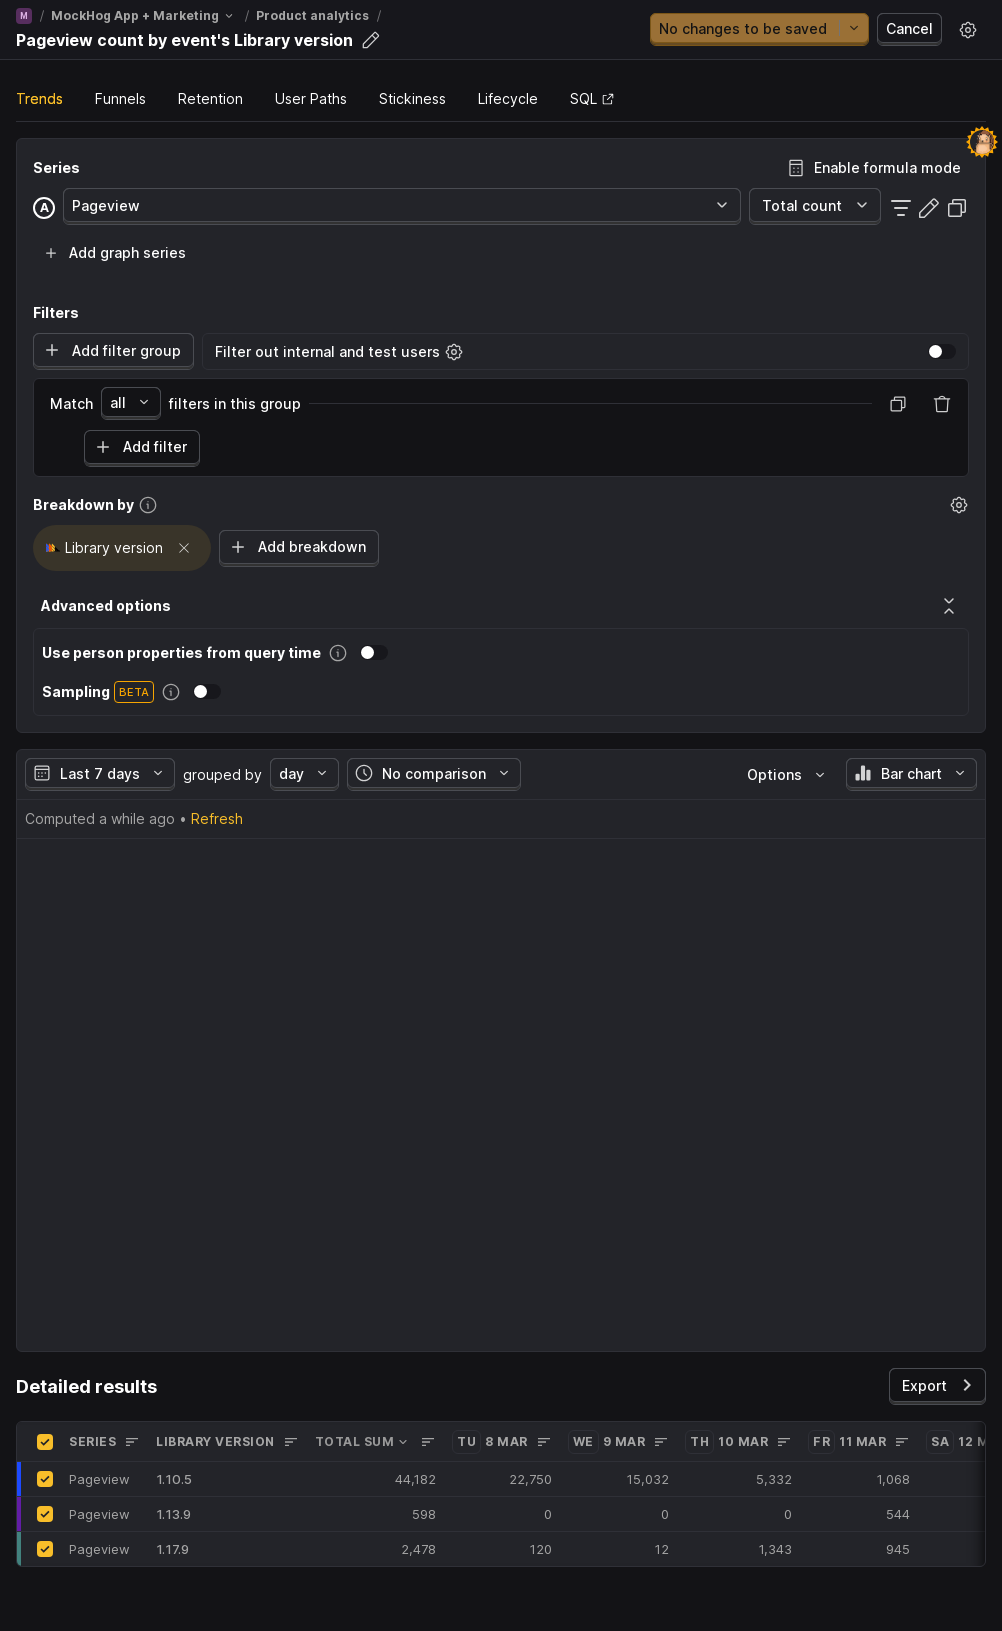 M / MockHog App + Marketing / Product analytics /
Pageview count by event's Library version
No changes to be saved
Cancel
Trends Funnels Retention User Paths Stickiness Lifecycle SQL
Series
Enable formula mode
A Pageview Total count
Add graph series
Filters
Add filter group Filter out internal and test users
Match all filters in this group
Add filter
Breakdown by
Library version Add breakdown
Advanced options
Use person properties from query time
Sampling BETA
Last 7 days grouped by day No comparison Options Bar chart
Computed a while ago • Refresh
Detailed results
Export
SERIES LIBRARY VERSION TOTAL SUM TU 8 MAR WE 9 MAR TH 10 MAR FR 11 MAR SA 12 M
Pageview 1.10.5 44,182 22,750 15,032 5,332 1,068
Pageview 1.13.9 598 0 0 0 544
Pageview 1.17.9 2,478 120 12 1,343 945